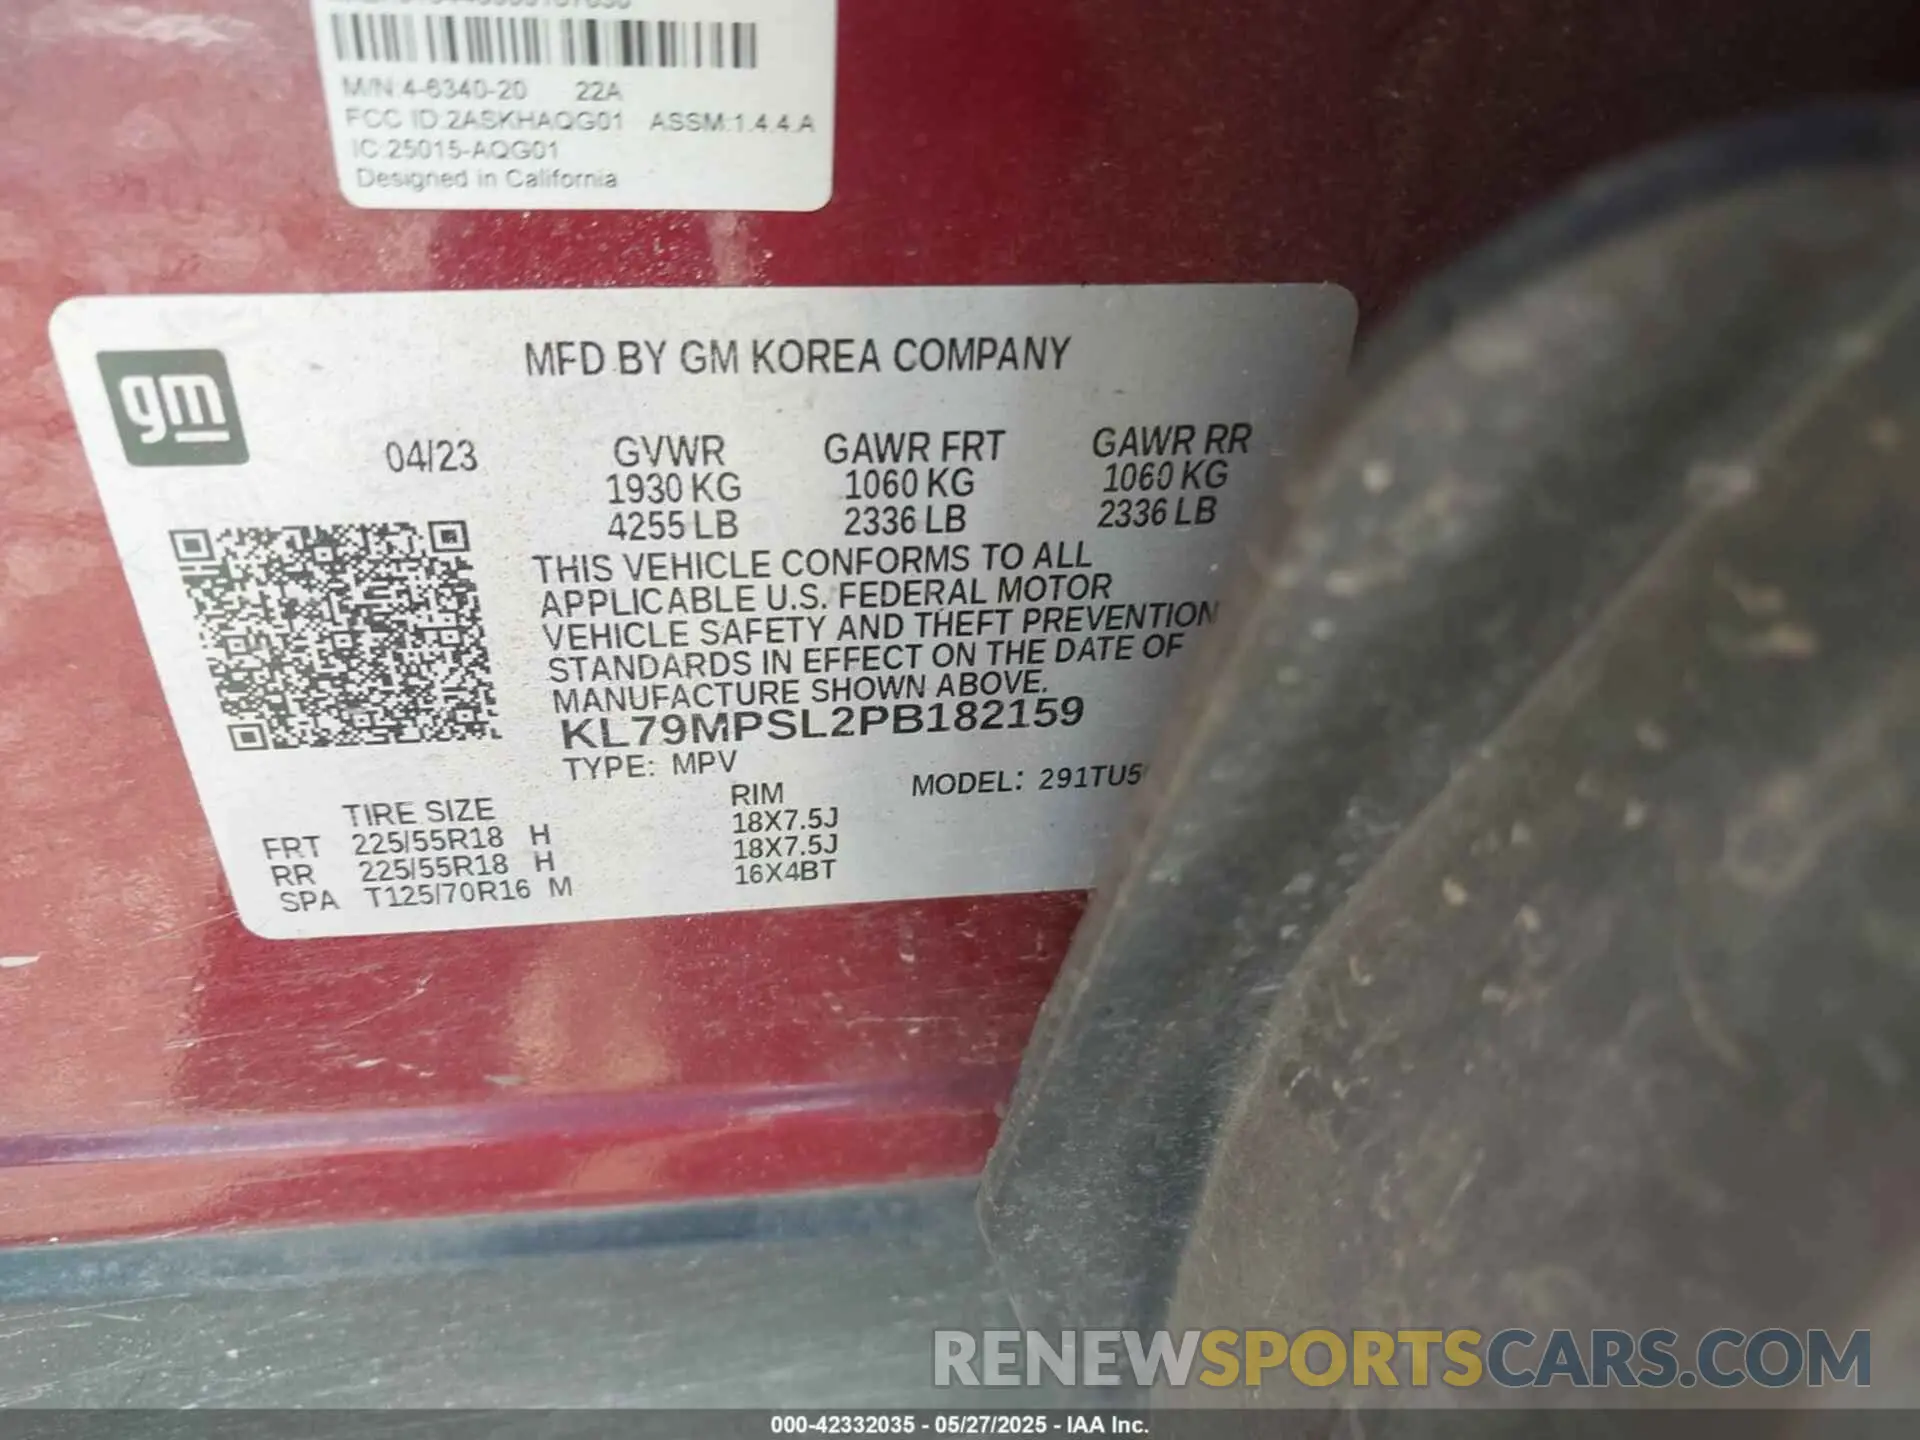 M/N:4-6340-20 22A
FCC ID:2ASKHAQG01 ASSM:1.4.4.A
IC:25015-AQG01
Designed in California
gm
MFD BY GM KOREA COMPANY
04/23 GVWR GAWR FRT GAWR RR
1930 KG 1060 KG 1060 KG
4255 LB 2336 LB 2336 LB
THIS VEHICLE CONFORMS TO ALL
APPLICABLE U.S. FEDERAL MOTOR
VEHICLE SAFETY AND THEFT PREVENTION
STANDARDS IN EFFECT ON THE DATE OF
MANUFACTURE SHOWN ABOVE.
KL79MPSL2PB182159
TYPE: MPV MODEL: 291TU5
TIRE SIZE RIM
FRT 225/55R18 H 18X7.5J
RR 225/55R18 H 18X7.5J
SPA T125/70R16 M 16X4BT
RENEWSPORTSCARS.COM
000-42332035 - 05/27/2025 - IAA Inc.